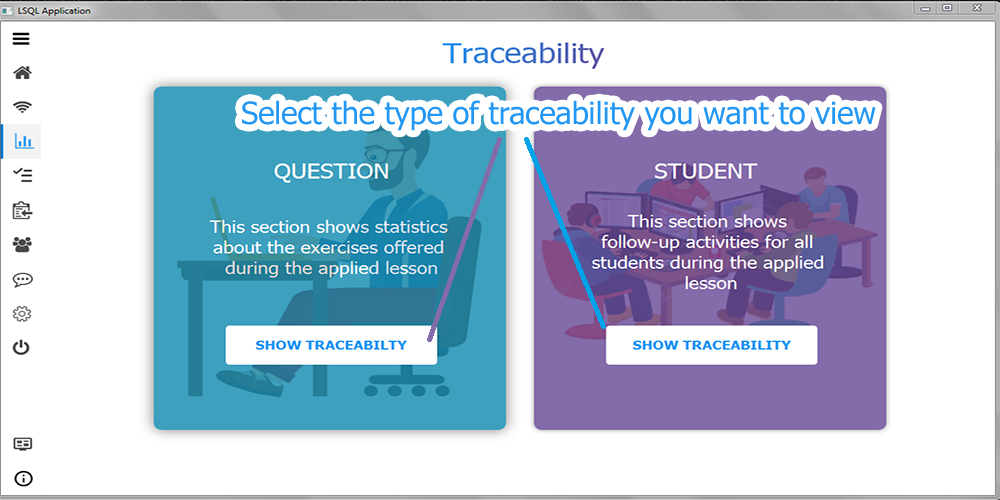 LSQL Application
Traceability
Select the type of traceability you want to view
QUESTION
This section shows statistics
about the exercises offered
during the applied lesson
SHOW TRACEABILTY
STUDENT
This section shows
follow-up activities for all
students during the applied
lesson
SHOW TRACEABILITY